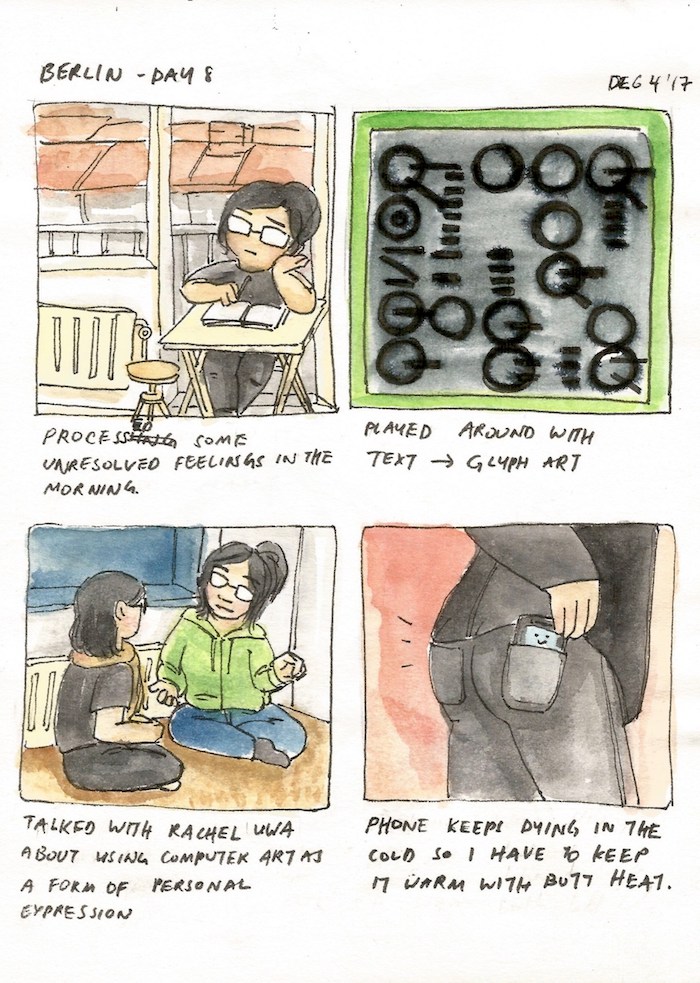 BERLIN - DAY 8
DEC 4 '17
PROCESSED SOME
UNRESOLVED FEELINGS IN THE
MORNING.
PLAYED AROUND WITH
TEXT → GLYPH ART
TALKED WITH RACHEL UWA
ABOUT USING COMPUTER ART AS
A FORM OF PERSONAL
EXPRESSION
PHONE KEEPS DYING IN THE
COLD SO I HAVE TO KEEP
IT WARM WITH BUTT HEAT.